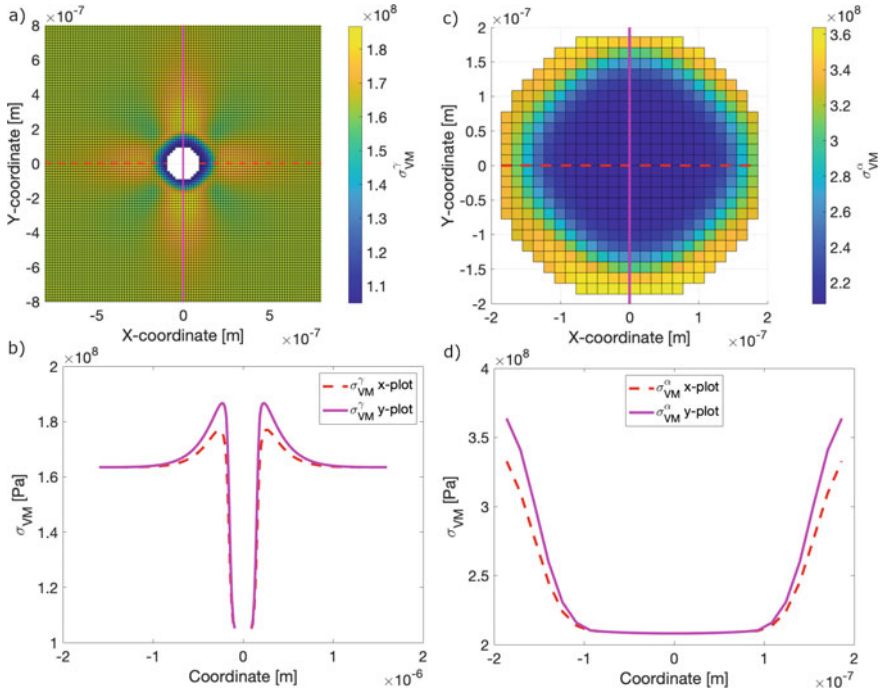 a)
×10⁻⁷
8
6
4
2
0
-2
-4
-6
-8
Y-coordinate [m]
-5 0 5
X-coordinate [m]
×10⁻⁷
×10⁸
1.8
1.7
1.6
1.5
1.4
1.3
1.2
1.1
σ^γ_VM
c)
×10⁻⁷
2
1.5
1
0.5
0
-0.5
-1
-1.5
-2
Y-coordinate [m]
-2 -1 0 1 2
X-coordinate [m]
×10⁻⁷
×10⁸
3.6
3.4
3.2
3
2.8
2.6
2.4
2.2
σ^α_VM
b)
×10⁸
2
1.8
1.6
1.4
1.2
1
σ_VM [Pa]
σ^γ_VM x-plot
σ^γ_VM y-plot
-2 -1 0 1 2
Coordinate [m]
×10⁻⁶
d)
×10⁸
4
3.5
3
2.5
2
σ_VM [Pa]
σ^α_VM x-plot
σ^α_VM y-plot
-2 -1 0 1 2
Coordinate [m]
×10⁻⁷